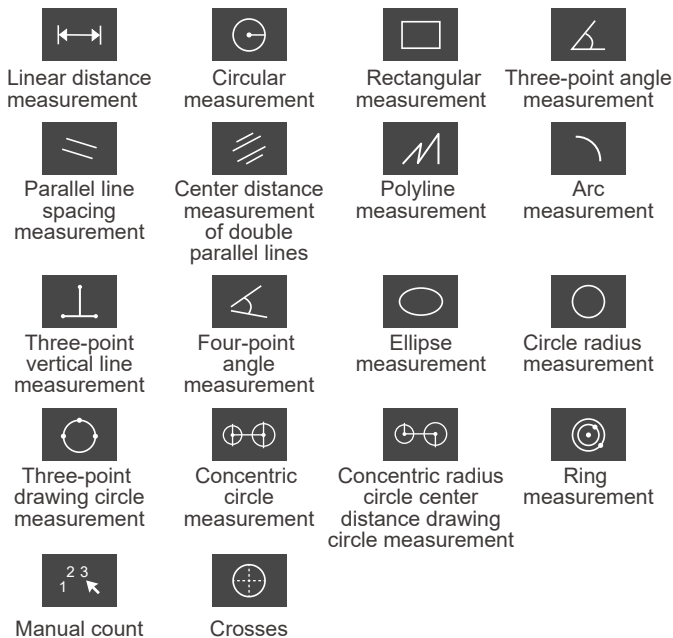 Linear distance
measurement
Circular
measurement
Rectangular
measurement
Three-point angle
measurement
Parallel line
spacing
measurement
Center distance
measurement
of double
parallel lines
Polyline
measurement
Arc
measurement
Three-point
vertical line
measurement
Four-point
angle
measurement
Ellipse
measurement
Circle radius
measurement
Three-point
drawing circle
measurement
Concentric
circle
measurement
Concentric radius
circle center
distance drawing
circle measurement
Ring
measurement
1 2 3
Manual count
Crosses